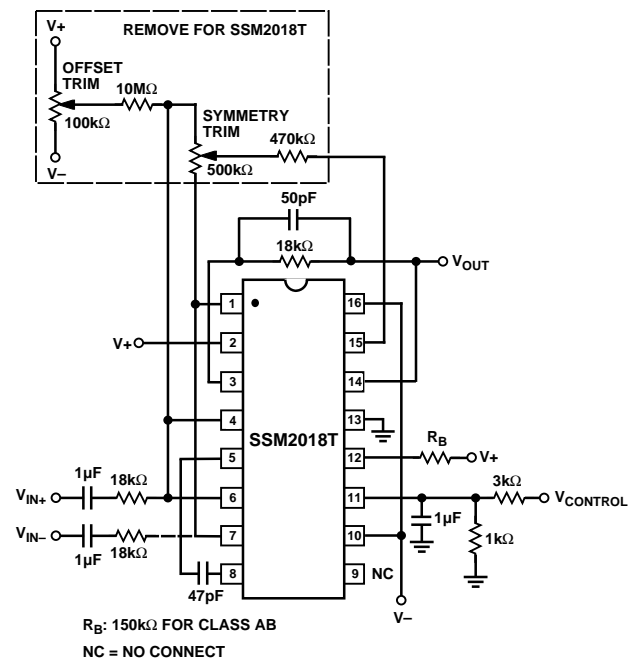 V+
REMOVE FOR SSM2018T
OFFSET
TRIM
10MΩ
100kΩ
V–
SYMMETRY
TRIM
470kΩ
500kΩ
50pF
18kΩ
VOUT
1
16
V+
2
15
3
14
4
13
SSM2018T
5
12
RB
V+
1µF
18kΩ
VIN+
6
11
3kΩ
VCONTROL
1µF
1kΩ
VIN–
1µF
18kΩ
7
10
8
9
NC
47pF
V–
RB: 150kΩ FOR CLASS AB
NC = NO CONNECT